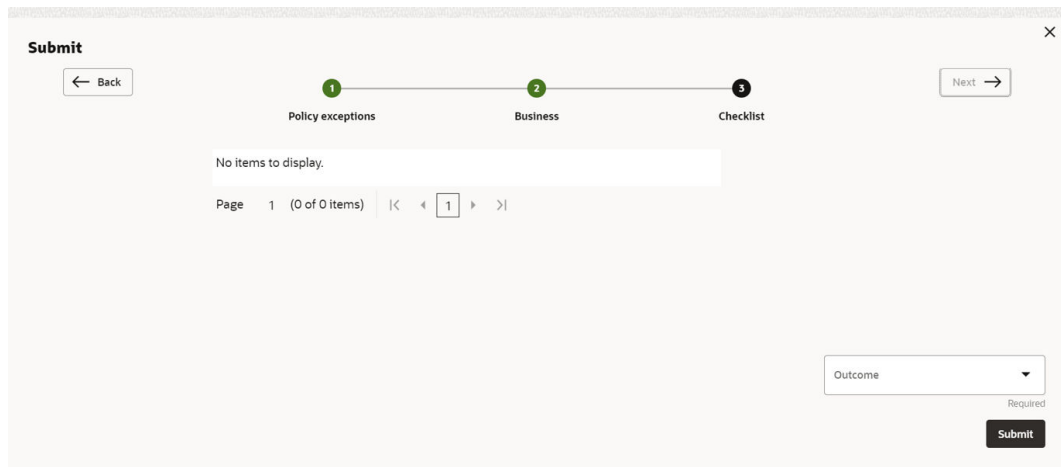 Submit
Back
Next
1
2
3
Policy exceptions
Business
Checklist
No items to display.
Page 1 (0 of 0 items) 1
Outcome
Required
Submit